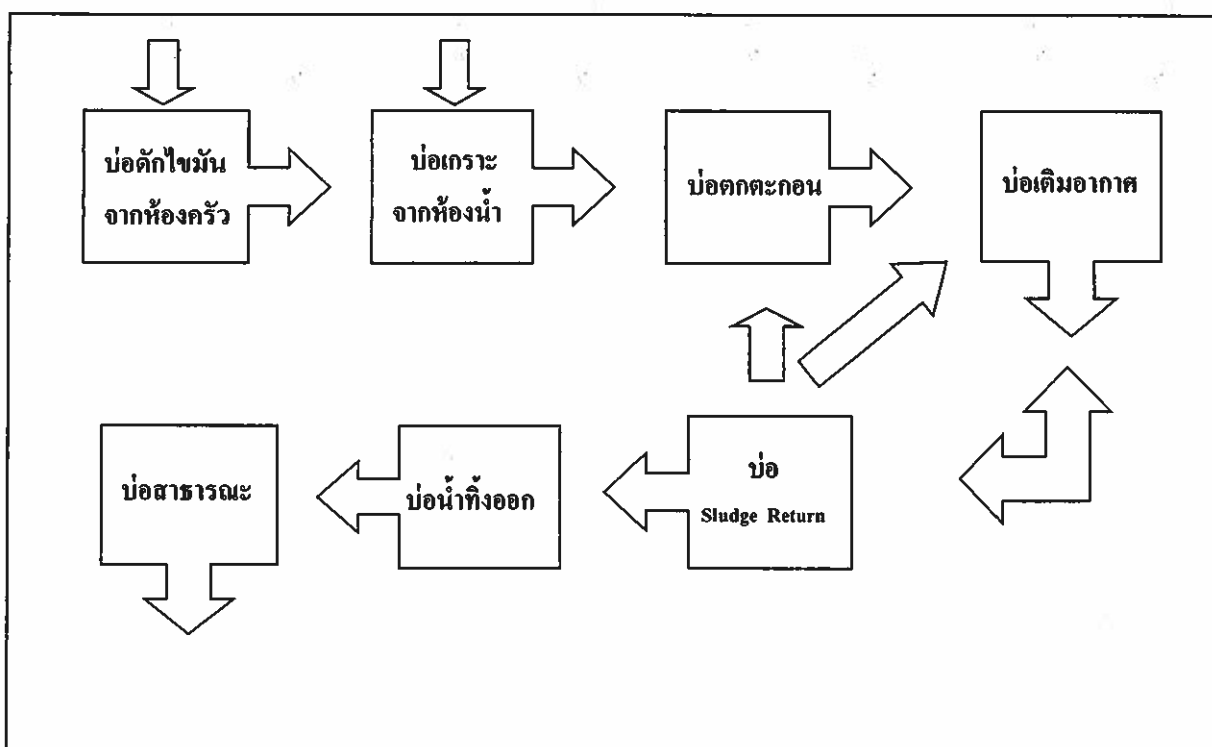 บ่อดักไขมัน
จากห้องครัว
บ่อเกราะ
จากห้องน้ำ
บ่อตกตะกอน
บ่อเติมอากาศ
บ่อสาธารณะ
บ่อน้ำทิ้งออก
บ่อ
Sludge Return